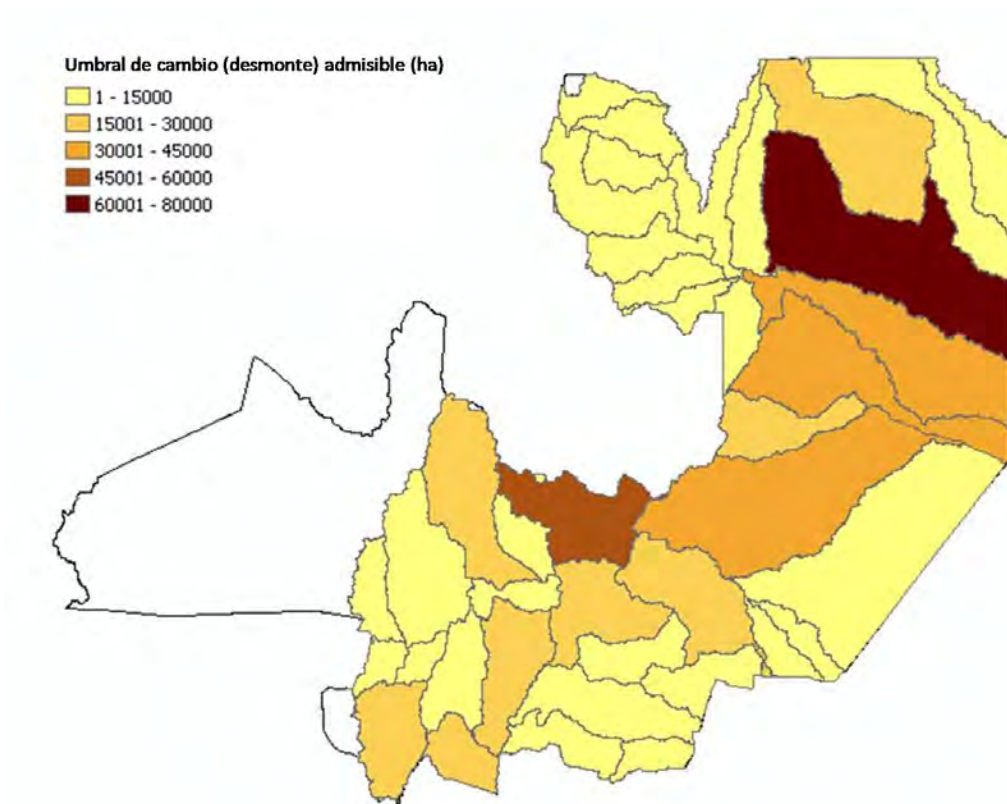 Umbral de cambio (desmonte) admisible (ha)
1 - 15000
15001 - 30000
30001 - 45000
45001 - 60000
60001 - 80000